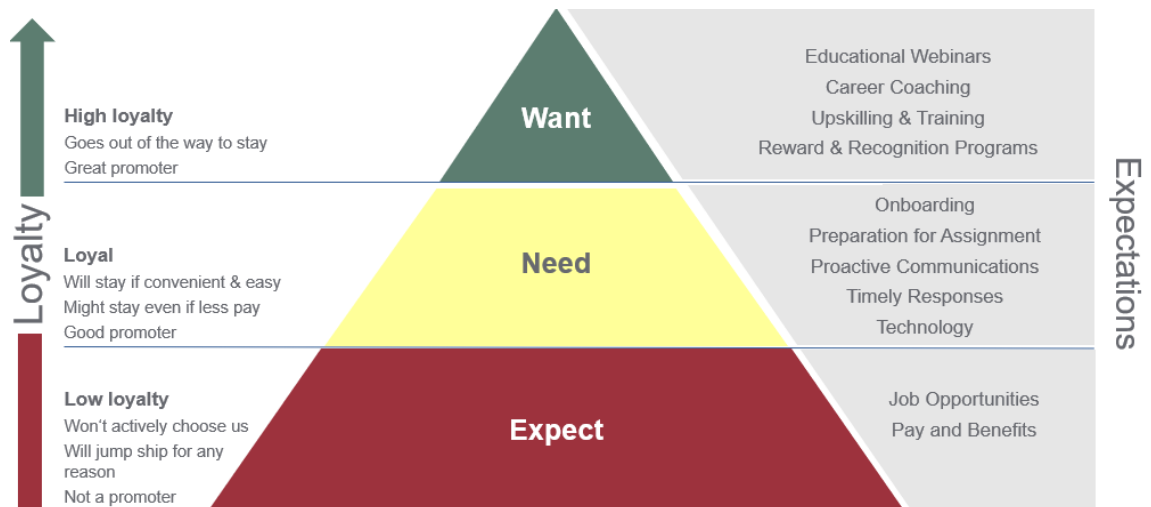 High loyalty
Goes out of the way to stay
Great promoter
Want
Educational Webinars
Career Coaching
Upskilling & Training
Reward & Recognition Programs
Loyalty
Loyal
Will stay if convenient & easy
Might stay even if less pay
Good promoter
Need
Onboarding
Preparation for Assignment
Proactive Communications
Timely Responses
Technology
Expectations
Low loyalty
Won't actively choose us
Will jump ship for any
reason
Not a promoter
Expect
Job Opportunities
Pay and Benefits